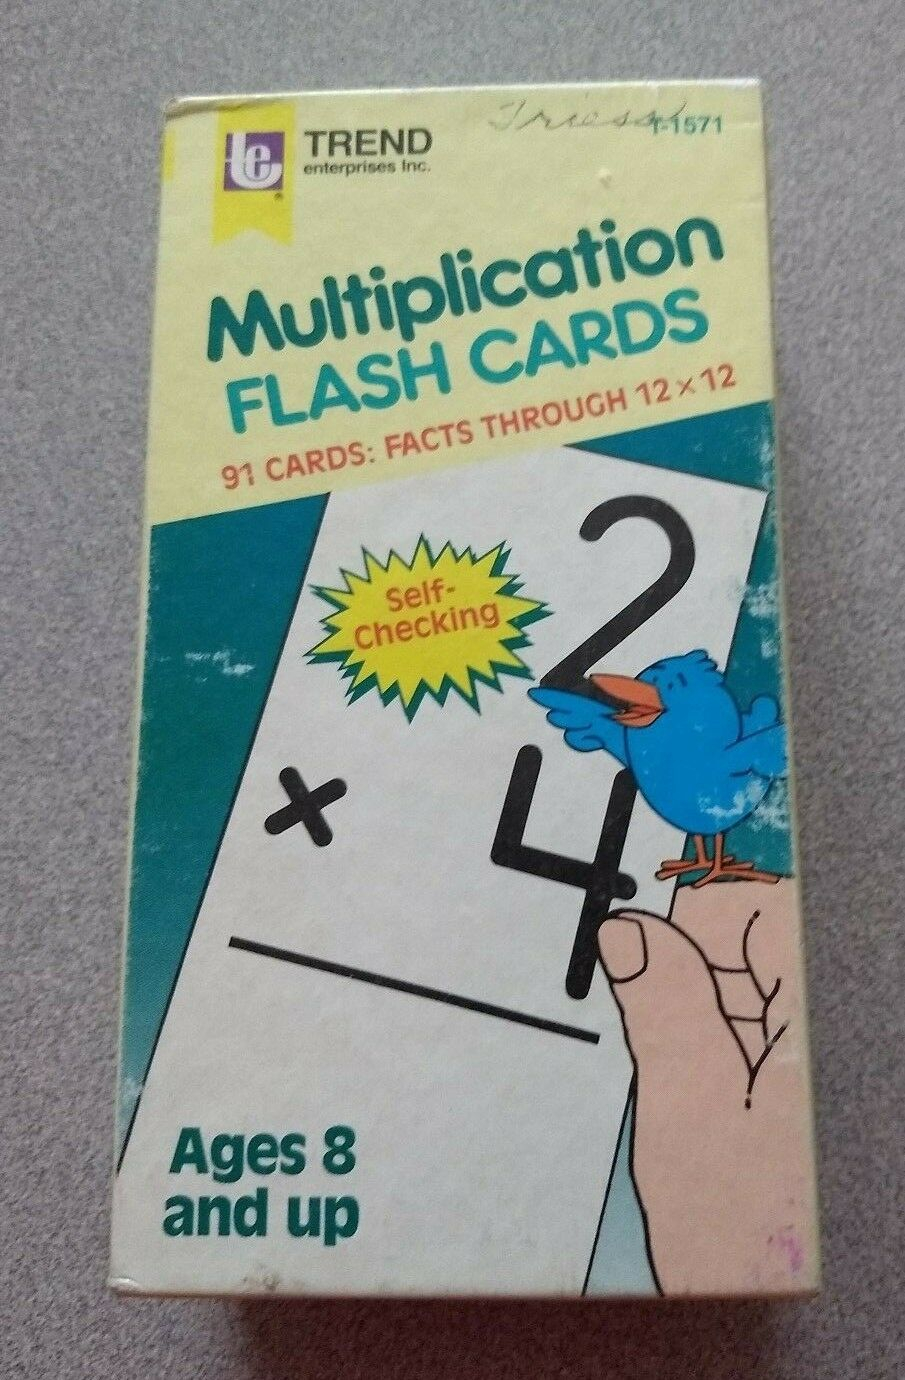 te
TREND
enterprises Inc.
T-1571
Multiplication
FLASH CARDS
91 CARDS: FACTS THROUGH 12 × 12
Self-
Checking
2
× 4
Ages 8
and up